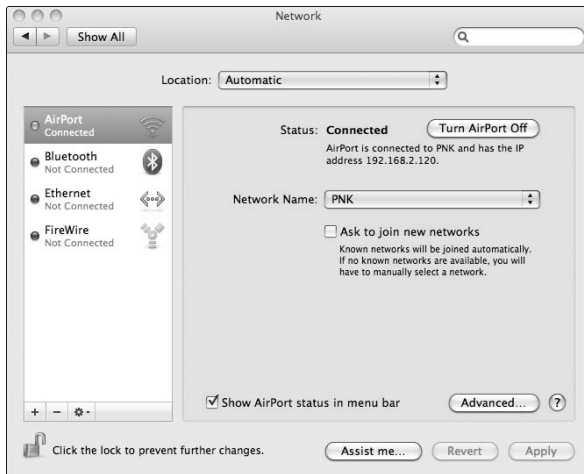 Network
Show All
Location: Automatic
AirPort
Connected
Bluetooth
Not Connected
Ethernet
Not Connected
FireWire
Not Connected
Status: Connected
Turn AirPort Off
AirPort is connected to PNK and has the IP
address 192.168.2.120.
Network Name: PNK
Ask to join new networks
Known networks will be joined automatically.
If no known networks are available, you will
have to manually select a network.
Show AirPort status in menu bar
Advanced...
?
Click the lock to prevent further changes.
Assist me...
Revert
Apply